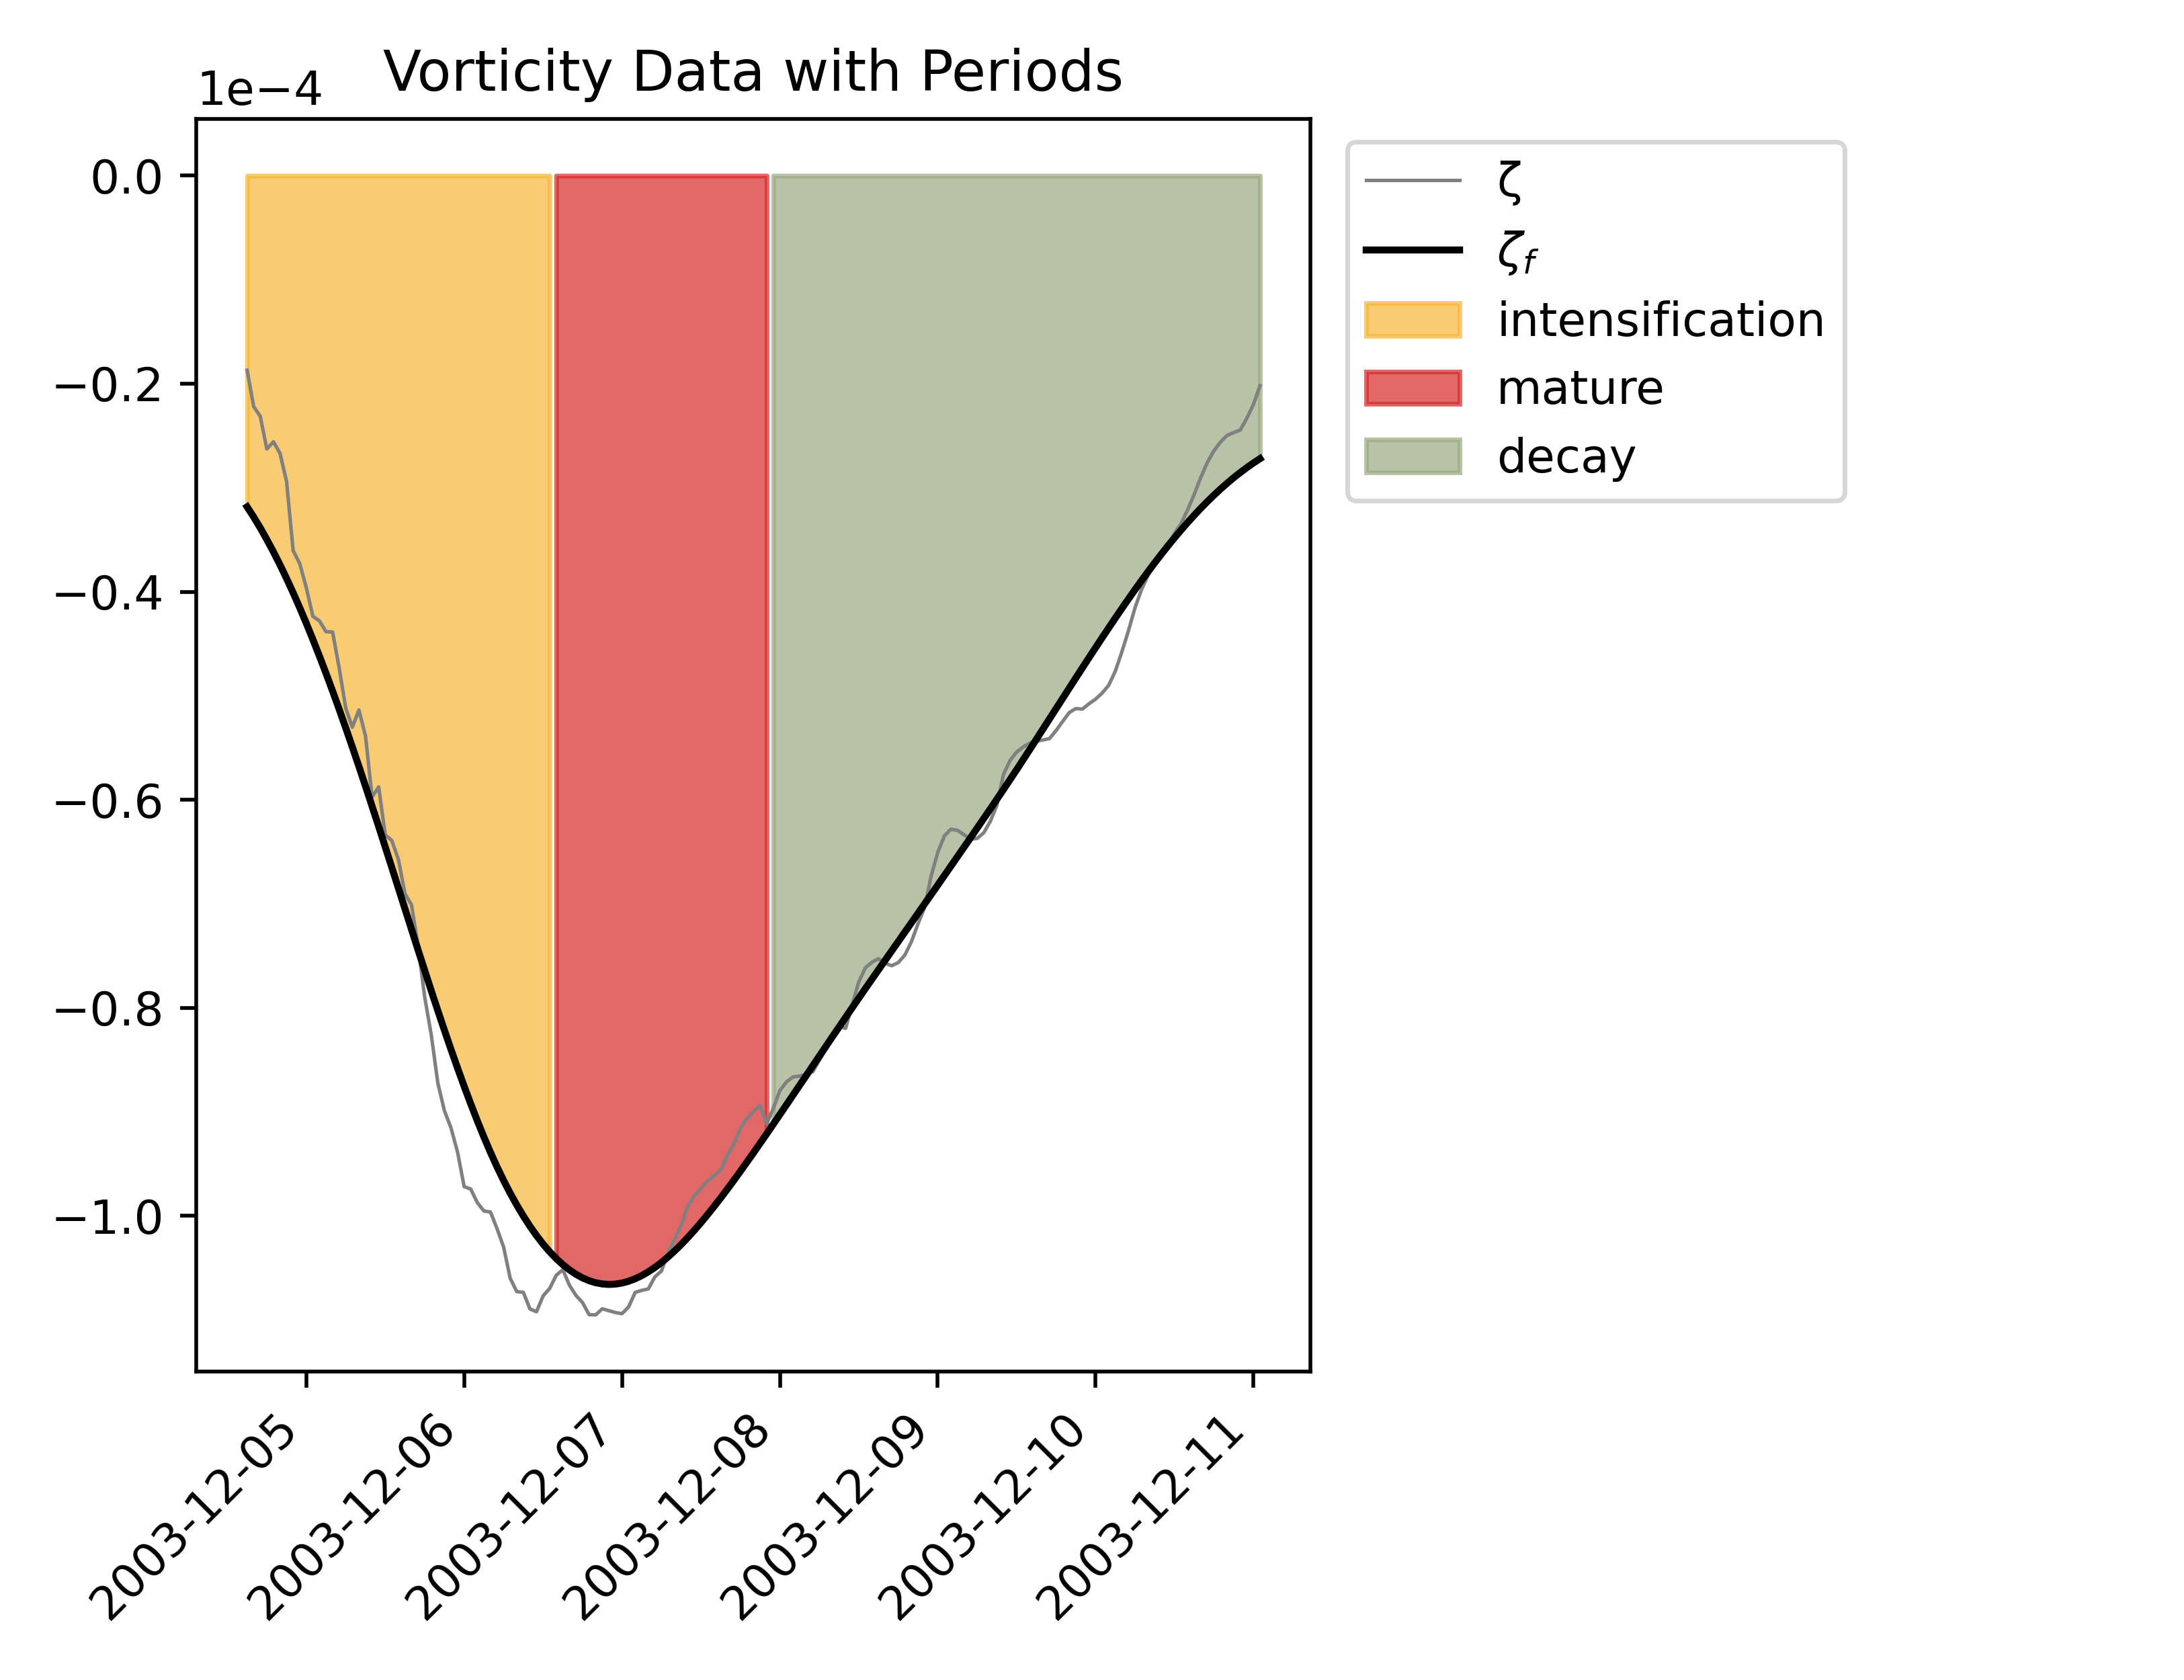 Vorticity Data with Periods
1e−4
0.0
−0.2
−0.4
−0.6
−0.8
−1.0
2003-12-05
2003-12-06
2003-12-07
2003-12-08
2003-12-09
2003-12-10
2003-12-11
ζ
ζf
intensification
mature
decay